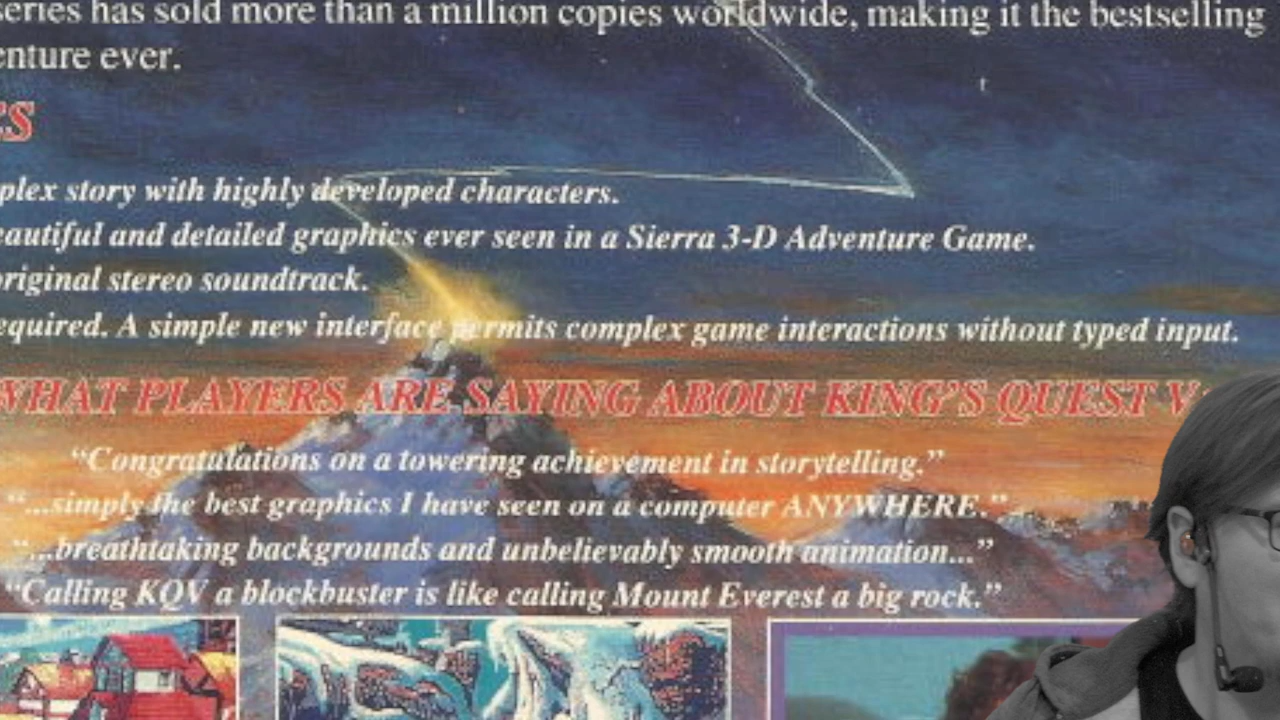 series has sold more than a million copies worldwide, making it the bestselling
enture ever.
ES
plex story with highly developed characters.
eautiful and detailed graphics ever seen in a Sierra 3-D Adventure Game.
original stereo soundtrack.
equired. A simple new interface permits complex game interactions without typed input.
WHAT PLAYERS ARE SAYING ABOUT KING'S QUEST V
“Congratulations on a towering achievement in storytelling.”
“...simply the best graphics I have seen on a computer ANYWHERE.”
“...breathtaking backgrounds and unbelievably smooth animation...”
“Calling KQV a blockbuster is like calling Mount Everest a big rock.”